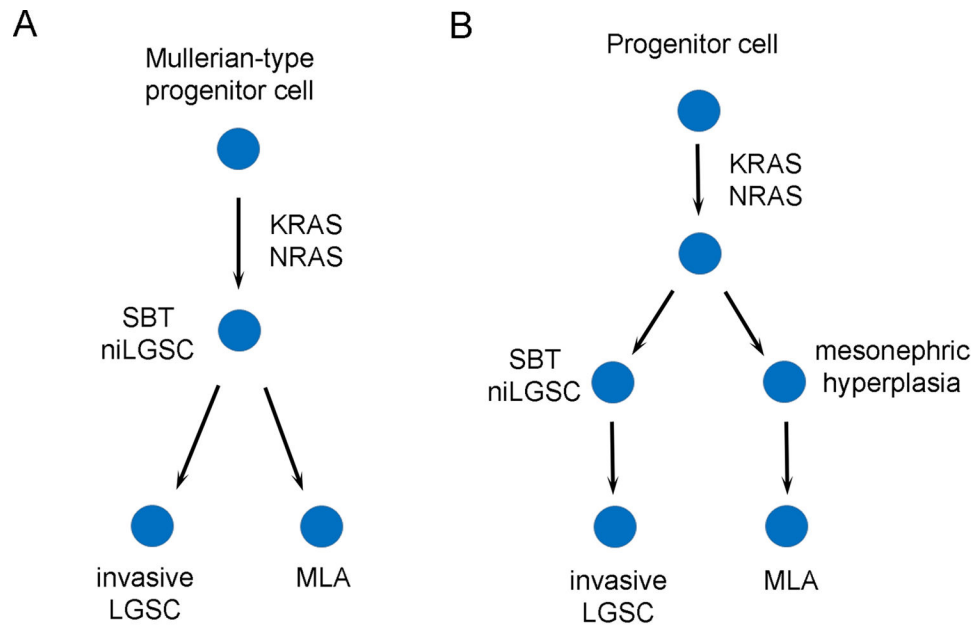 A
Mullerian-type
progenitor cell
KRAS
NRAS
SBT
niLGSC
invasive
LGSC
MLA
B
Progenitor cell
KRAS
NRAS
SBT
niLGSC
mesonephric
hyperplasia
invasive
LGSC
MLA